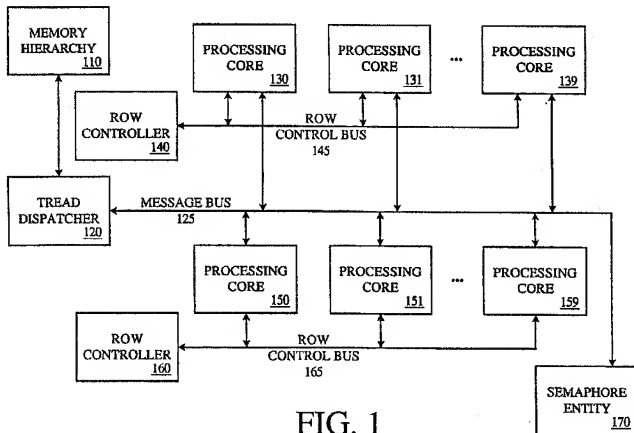 MEMORY
HIERARCHY
110
PROCESSING
CORE
130
PROCESSING
CORE
131
...
PROCESSING
CORE
139
ROW
CONTROLLER
140
ROW
CONTROL BUS
145
TREAD
DISPATCHER
120
MESSAGE BUS
125
PROCESSING
CORE
150
PROCESSING
CORE
151
...
PROCESSING
CORE
159
ROW
CONTROLLER
160
ROW
CONTROL BUS
165
SEMAPHORE
ENTITY
170
FIG. 1